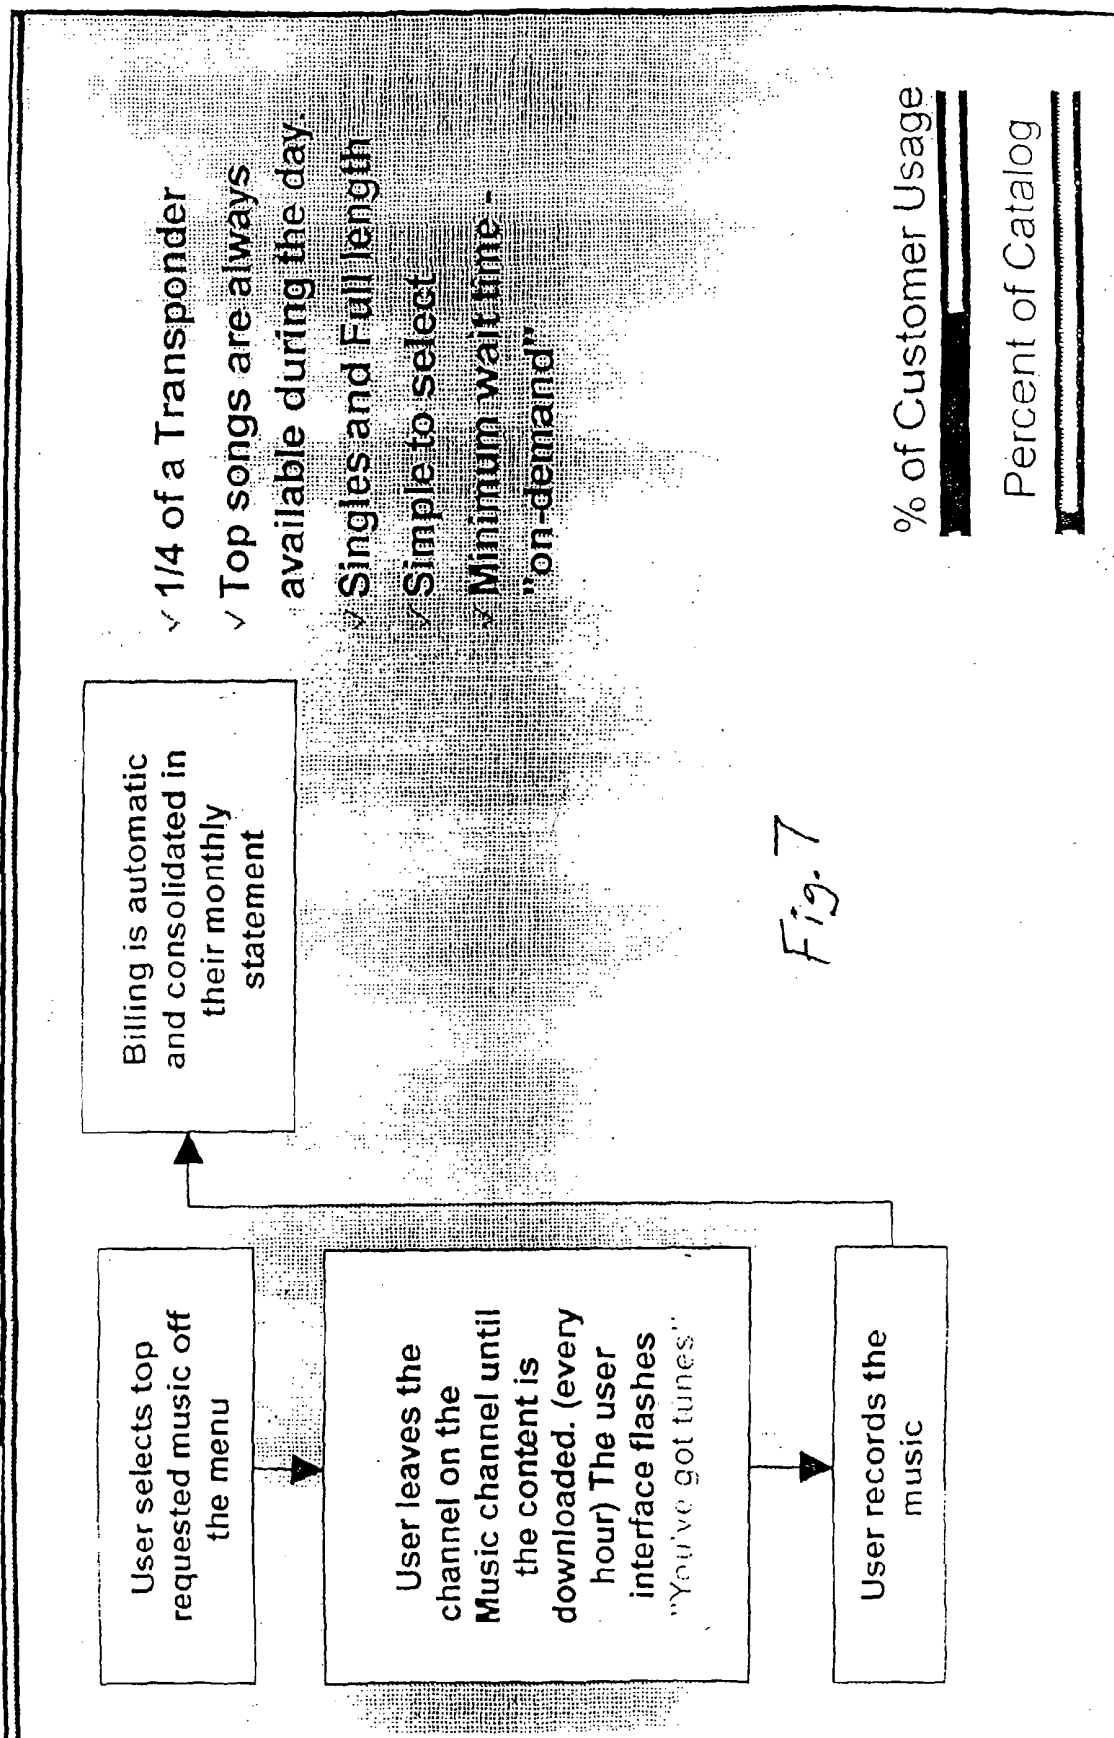 User selects top
requested music off
the menu
User leaves the
channel on the
Music channel until
the content is
downloaded. (every
hour) The user
interface flashes
"You've got tunes"
User records the
music
Billing is automatic
and consolidated in
their monthly
statement
✓ 1/4 of a Transponder
✓ Top songs are always
available during the day.
✓ Singles and Full length
✓ Simple to select
✓ Minimum wait time -
"on-demand"
% of Customer Usage
Percent of Catalog
Fig. 7